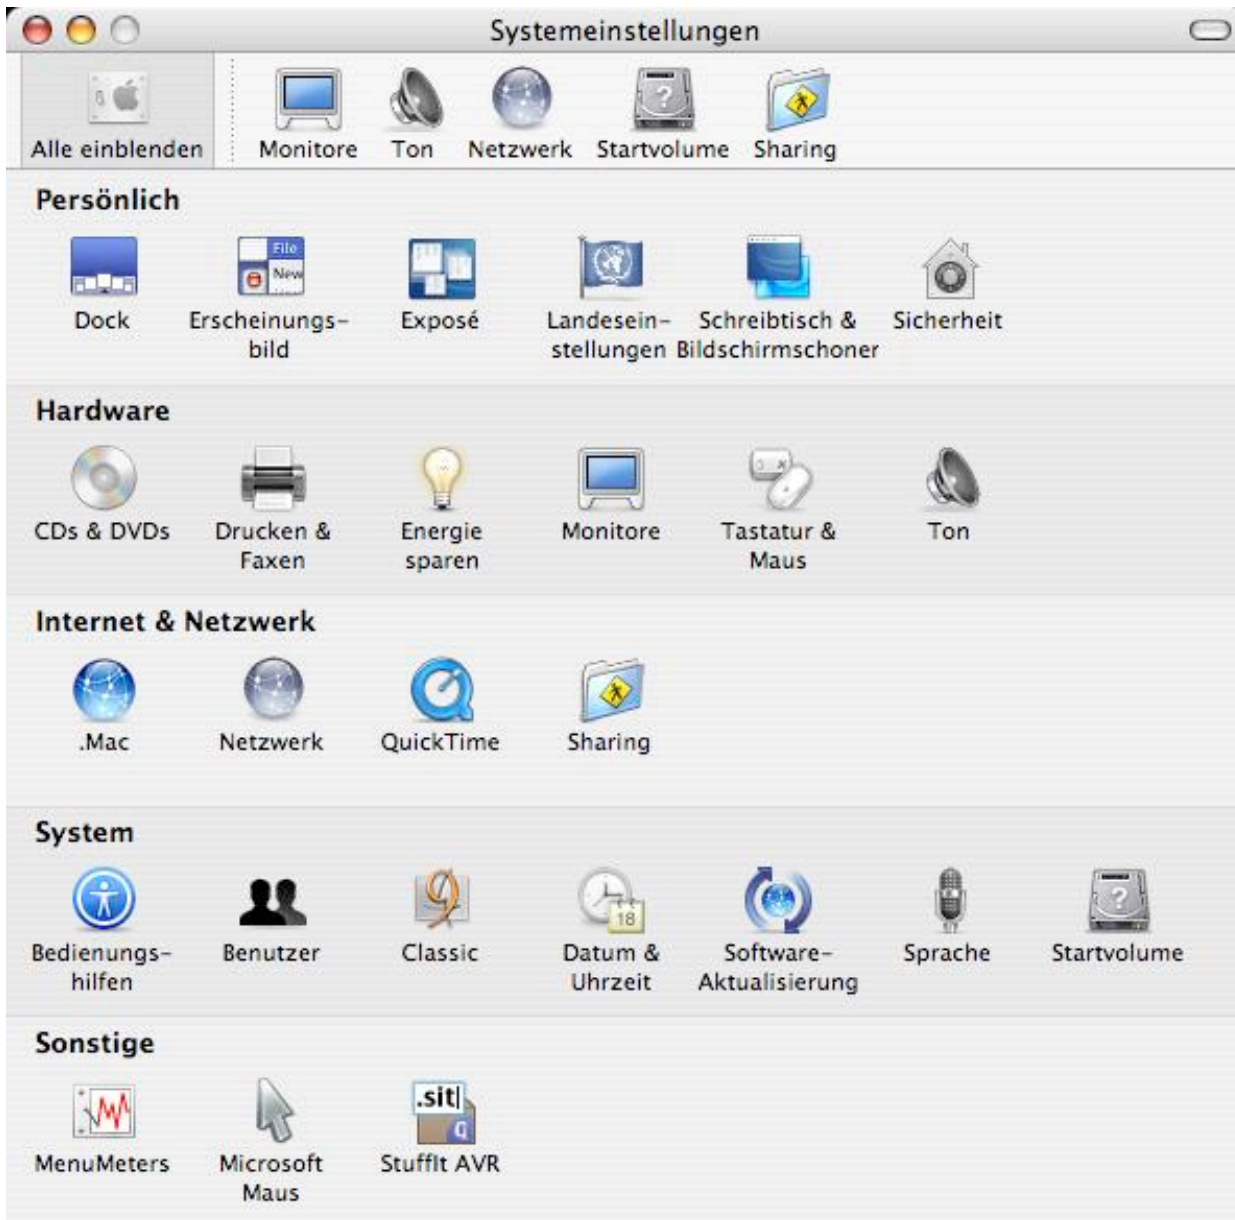 Systemeinstellungen
Alle einblenden
Monitore
Ton
Netzwerk
Startvolume
Sharing
Persönlich
File
New
Dock
Erscheinungs-
bild
Exposé
Landesein-
stellungen
Schreibtisch &
Bildschirmschoner
Sicherheit
Hardware
CDs & DVDs
Drucken &
Faxen
Energie
sparen
Monitore
Tastatur &
Maus
Ton
Internet & Netzwerk
.Mac
Netzwerk
QuickTime
Sharing
System
9
18
?
Bedienungs-
hilfen
Benutzer
Classic
Datum &
Uhrzeit
Software-
Aktualisierung
Sprache
Startvolume
Sonstige
.sit
MenuMeters
Microsoft
Maus
StuffIt AVR